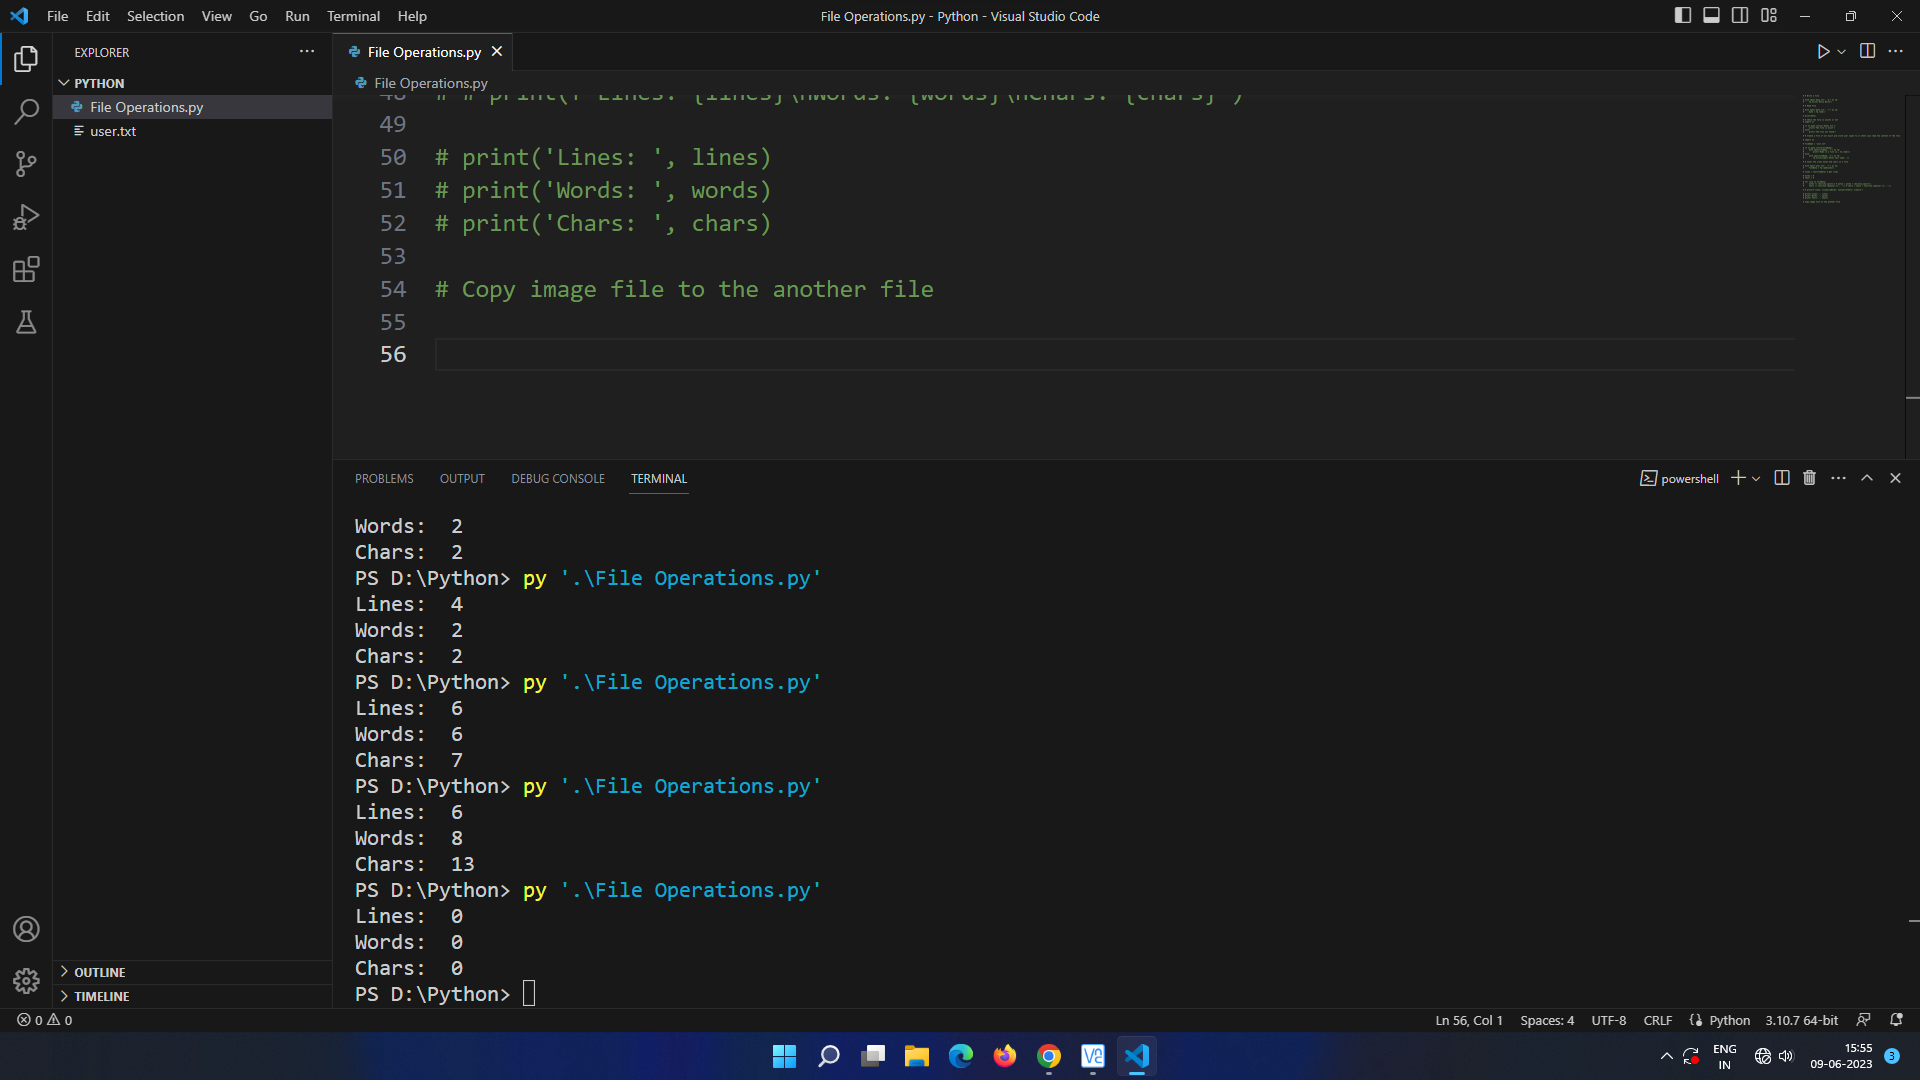 File Edit Selection View Go Run Terminal Help
File Operations.py - Python - Visual Studio Code
EXPLORER
PYTHON
File Operations.py
user.txt
OUTLINE
TIMELINE
File Operations.py
File Operations.py
48 # # print(f'Lines: {lines}\nWords: {words}\nChars: {chars}')
49
50 # print('Lines: ', lines)
51 # print('Words: ', words)
52 # print('Chars: ', chars)
53
54 # Copy image file to the another file
55
56
PROBLEMS OUTPUT DEBUG CONSOLE TERMINAL
powershell
Words:  2
Chars:  2
PS D:\Python> py '.\File Operations.py'
Lines:  4
Words:  2
Chars:  2
PS D:\Python> py '.\File Operations.py'
Lines:  6
Words:  6
Chars:  7
PS D:\Python> py '.\File Operations.py'
Lines:  6
Words:  8
Chars:  13
PS D:\Python> py '.\File Operations.py'
Lines:  0
Words:  0
Chars:  0
PS D:\Python>
0 0
Ln 56, Col 1 Spaces: 4 UTF-8 CRLF Python 3.10.7 64-bit
ENG
IN
15:55
09-06-2023
3